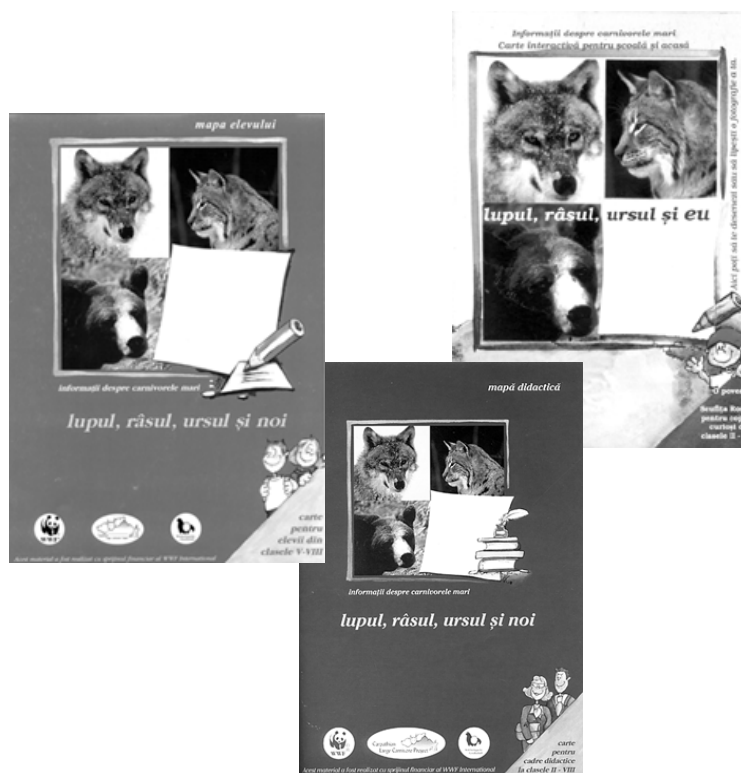 mapa elevului
informații despre carnivorele mari
lupul, râsul, ursul și noi
WWF
carte
pentru
elevii din
clasele V-VIII
Acest material a fost realizat cu sprijinul financiar al WWF International
Informații despre carnivorele mari
Carte interactivă pentru școală și acasă
lupul, râsul, ursul și eu
Aici poți să te desenezi sau să lipești o fotografie a ta.
O poves
Scufița Ro
pentru cop
curioși d
clasele II -
mapă didactică
informații despre carnivorele mari
lupul, râsul, ursul și noi
WWF
Carpathian
Large Carnivore Project
carte
pentru
cadre didactice
la clasele II - VIII
Acest material a fost realizat cu sprijinul financiar al WWF International